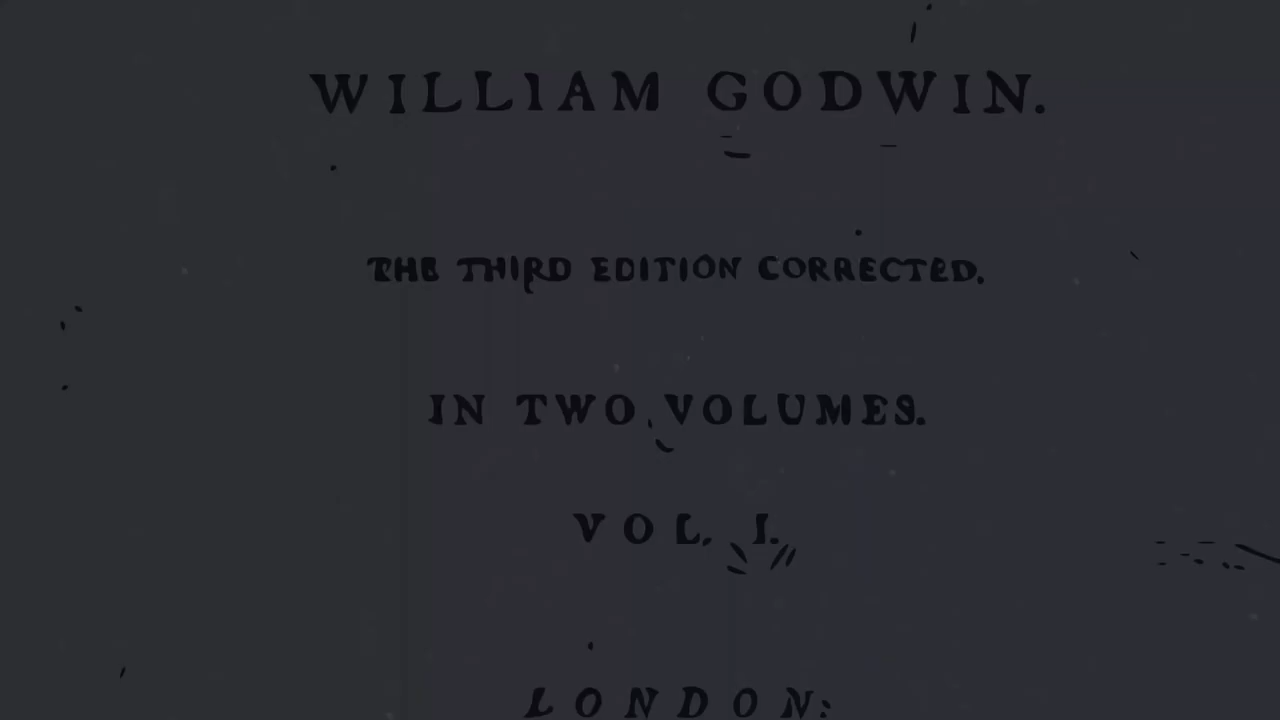 WILLIAM GODWIN.
THE THIRD EDITION CORRECTED.
IN TWO VOLUMES.
VOL. I.
LONDON: